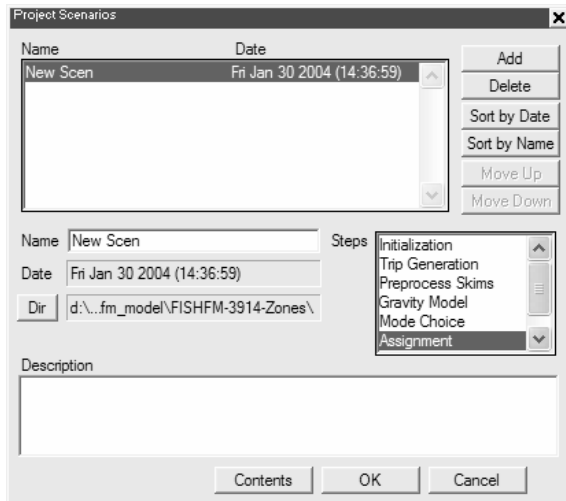 Project Scenarios
Name Date
New Scen Fri Jan 30 2004 (14:36:59)
Add
Delete
Sort by Date
Sort by Name
Move Up
Move Down
Name New Scen
Date Fri Jan 30 2004 (14:36:59)
Dir d:\...fm_model\FISHFM-3914-Zones\
Steps
Initialization
Trip Generation
Preprocess Skims
Gravity Model
Mode Choice
Assignment
Description
Contents OK Cancel